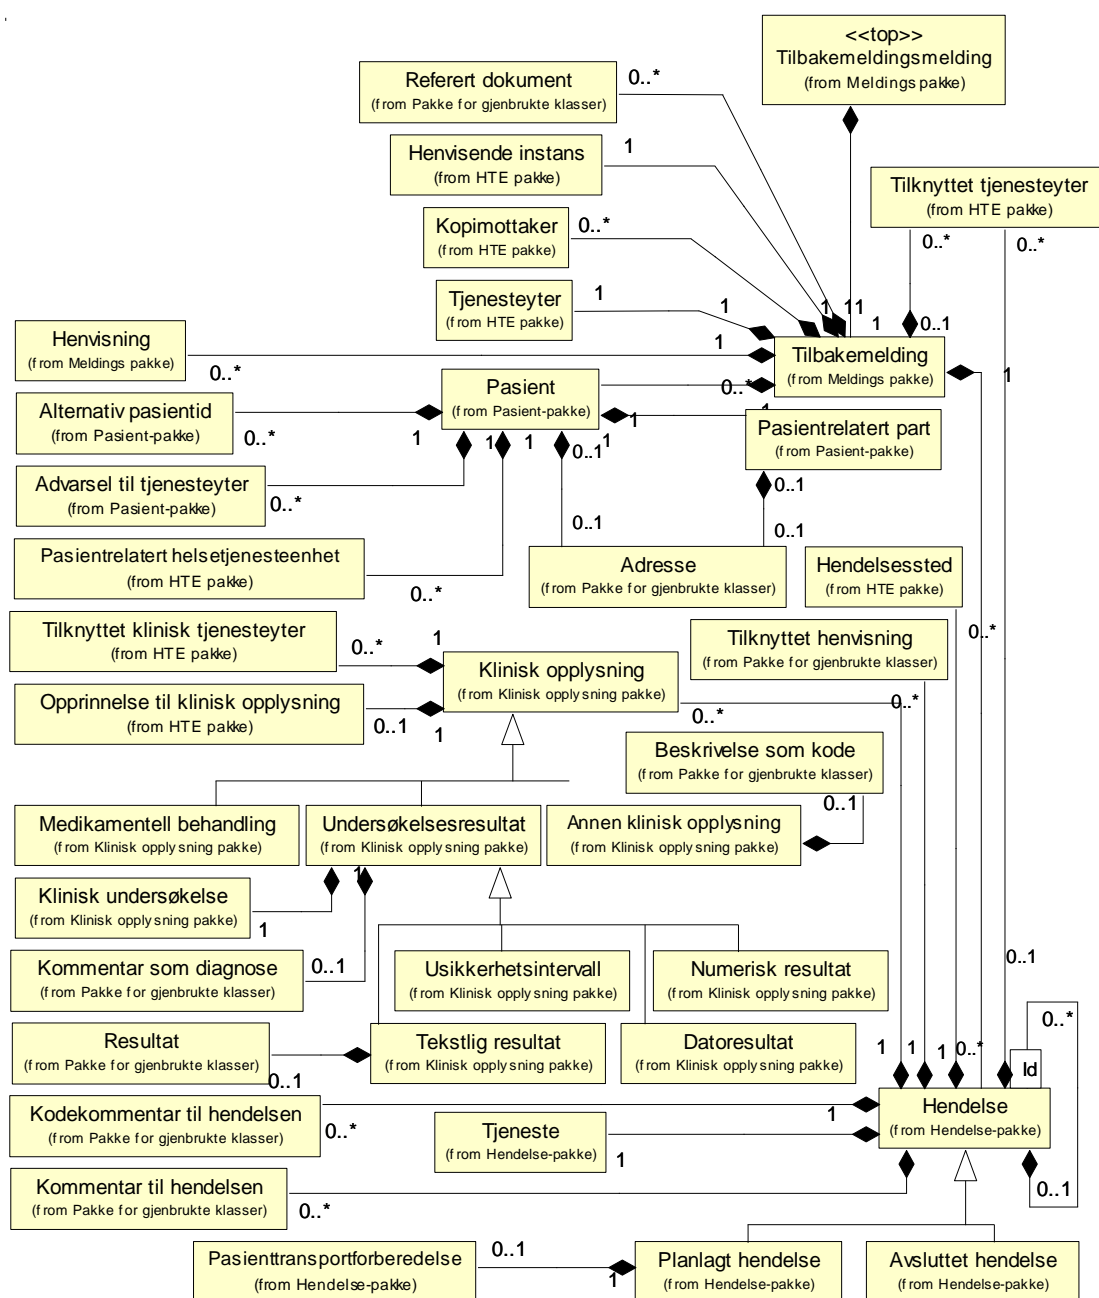 <<top>>
Tilbakemeldingsmelding
(from Meldings pakke)
Referert dokument
(from Pakke for gjenbrukte klasser)
0..*
Henvisende instans
(from HTE pakke)
1
Tilknyttet tjenesteyter
(from HTE pakke)
0..*
0..*
Kopimottaker
(from HTE pakke)
0..*
Tjenesteyter
(from HTE pakke)
1
1
1
1
1
1
0..1
Henvisning
(from Meldings pakke)
0..*
1
Tilbakemelding
(from Meldings pakke)
1
Pasient
(from Pasient-pakke)
0..*
Alternativ pasientid
(from Pasient-pakke)
0..*
1
1
1
0..1
1
1
1
Pasientrelatert part
(from Pasient-pakke)
0..1
Advarsel til tjenesteyter
(from Pasient-pakke)
0..*
Pasientrelatert helsetjenesteenhet
(from HTE pakke)
0..*
0..1
0..1
Adresse
(from Pakke for gjenbrukte klasser)
Hendelsessted
(from HTE pakke)
Tilknyttet klinisk tjenesteyter
(from HTE pakke)
0..*
1
Tilknyttet henvisning
(from Pakke for gjenbrukte klasser)
0..*
Klinisk opplysning
(from Klinisk opplysning pakke)
0..*
0..*
Opprinnelse til klinisk opplysning
(from HTE pakke)
0..1
1
Beskrivelse som kode
(from Pakke for gjenbrukte klasser)
0..1
Medikamentell behandling
(from Klinisk opplysning pakke)
Undersøkelsesresultat
(from Klinisk opplysning pakke)
Annen klinisk opplysning
(from Klinisk opplysning pakke)
1
Klinisk undersøkelse
(from Klinisk opplysning pakke)
1
Kommentar som diagnose
(from Pakke for gjenbrukte klasser)
0..1
Usikkerhetsintervall
(from Klinisk opplysning pakke)
Numerisk resultat
(from Klinisk opplysning pakke)
0..1
Resultat
(from Pakke for gjenbrukte klasser)
0..1
Tekstlig resultat
(from Klinisk opplysning pakke)
Datoresultat
(from Klinisk opplysning pakke)
0..*
1
1
1
0..*
Id
Kodekommentar til hendelsen
(from Pakke for gjenbrukte klasser)
0..*
Tjeneste
(from Hendelse-pakke)
1
1
Hendelse
(from Hendelse-pakke)
0..1
Kommentar til hendelsen
(from Pakke for gjenbrukte klasser)
0..*
Pasienttransportforberedelse
(from Hendelse-pakke)
0..1
1
Planlagt hendelse
(from Hendelse-pakke)
Avsluttet hendelse
(from Hendelse-pakke)